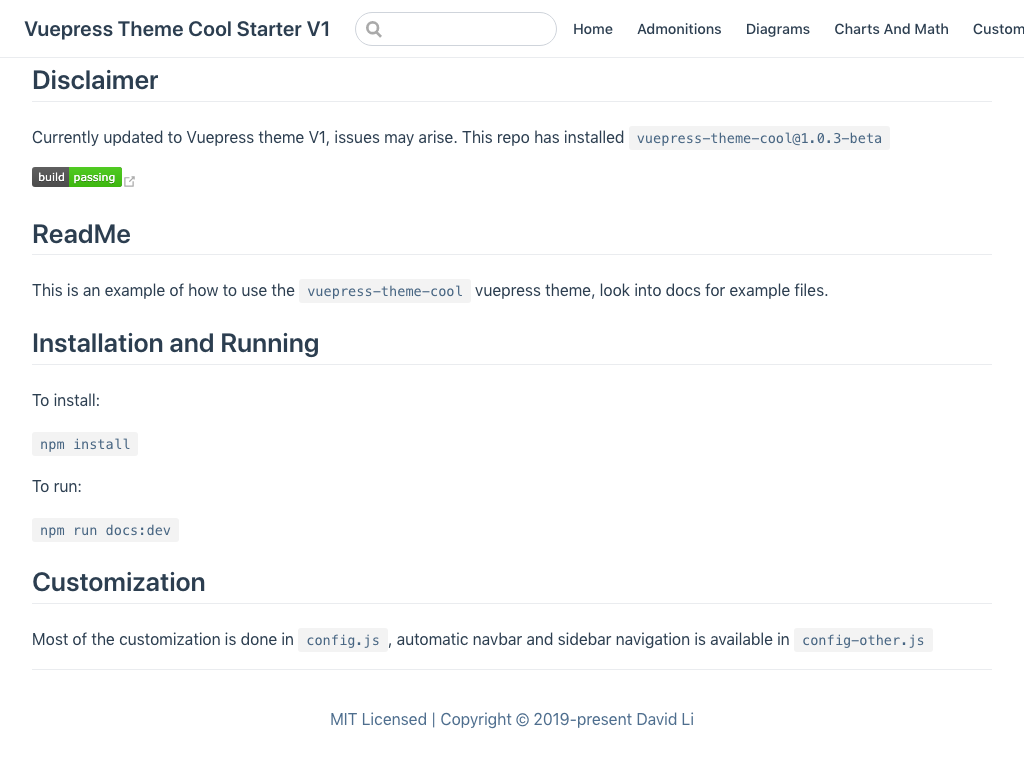 Vuepress Theme Cool Starter V1 Home Admonitions Diagrams Charts And Math Custom
Disclaimer
Currently updated to Vuepress theme V1, issues may arise. This repo has installed vuepress-theme-cool@1.0.3-beta
build passing
ReadMe
This is an example of how to use the vuepress-theme-cool vuepress theme, look into docs for example files.
Installation and Running
To install:
npm install
To run:
npm run docs:dev
Customization
Most of the customization is done in config.js, automatic navbar and sidebar navigation is available in config-other.js
MIT Licensed | Copyright © 2019-present David Li